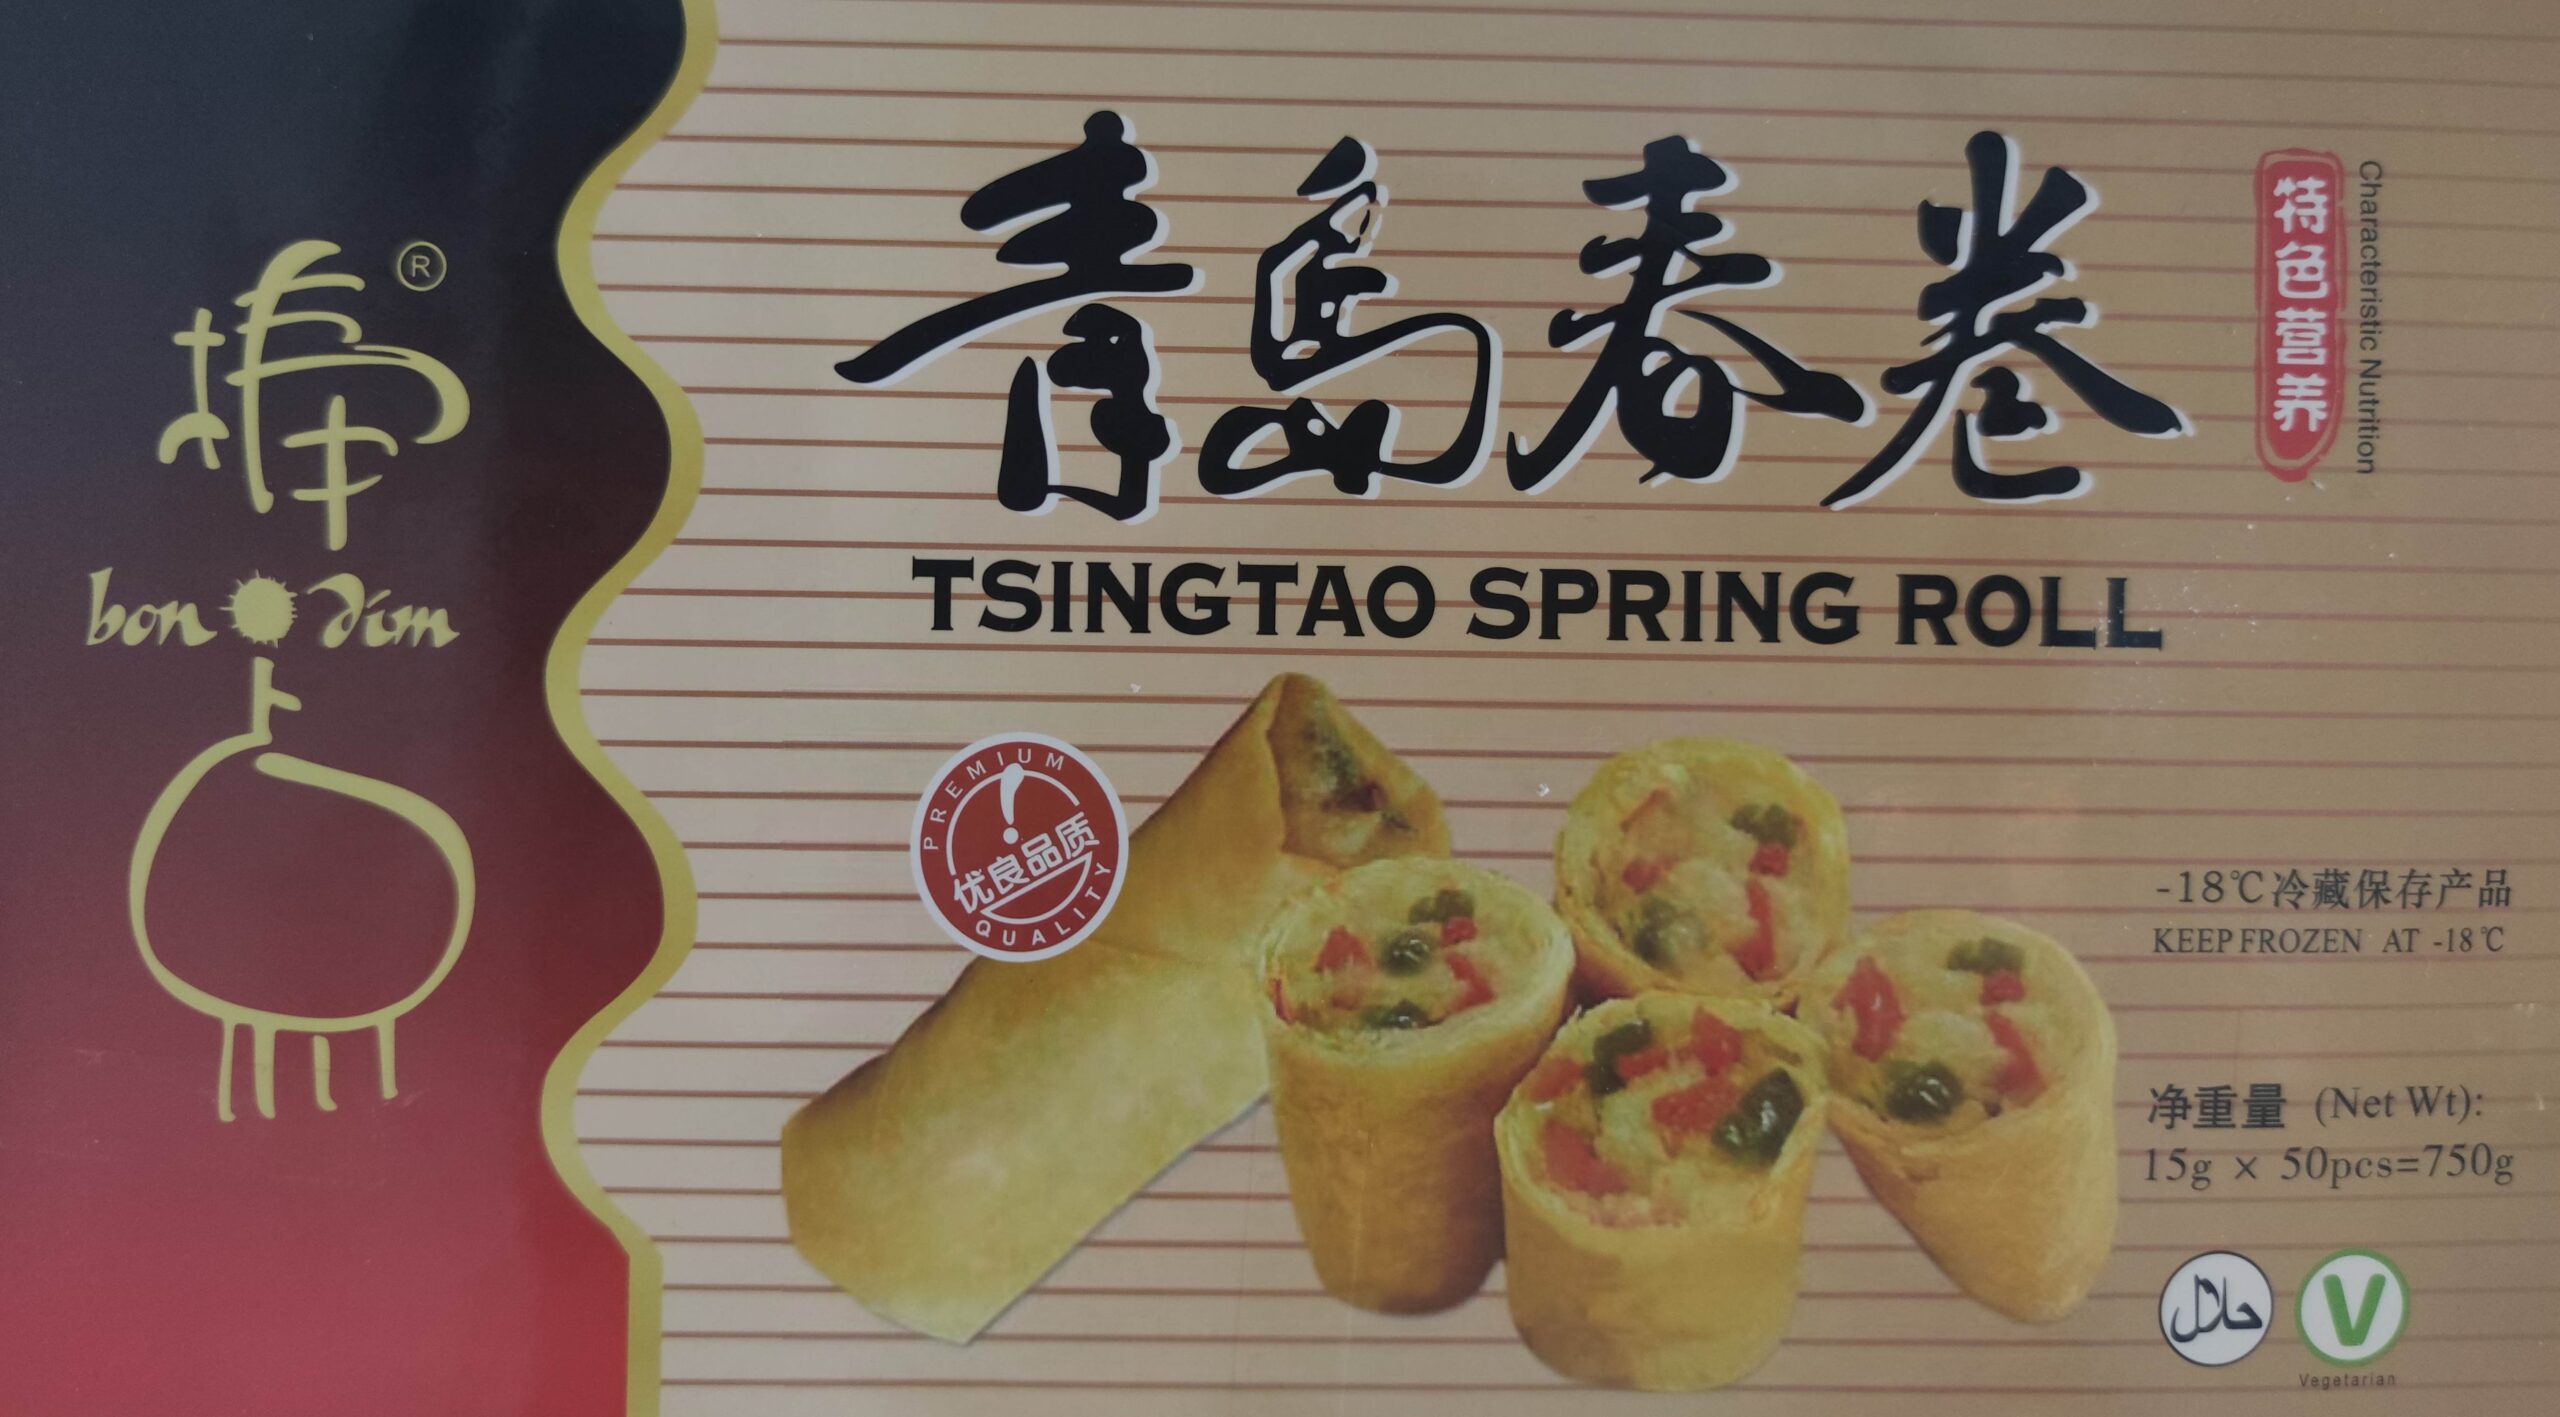 ®
bon dim
青島春卷
TSINGTAO SPRING ROLL
特色营养
Characteristic Nutrition
PREMIUM
优良品质
QUALITY
-18℃冷藏保存产品
KEEP FROZEN AT -18℃
净重量 (Net Wt):
15g × 50pcs=750g
حلال
V
Vegetarian